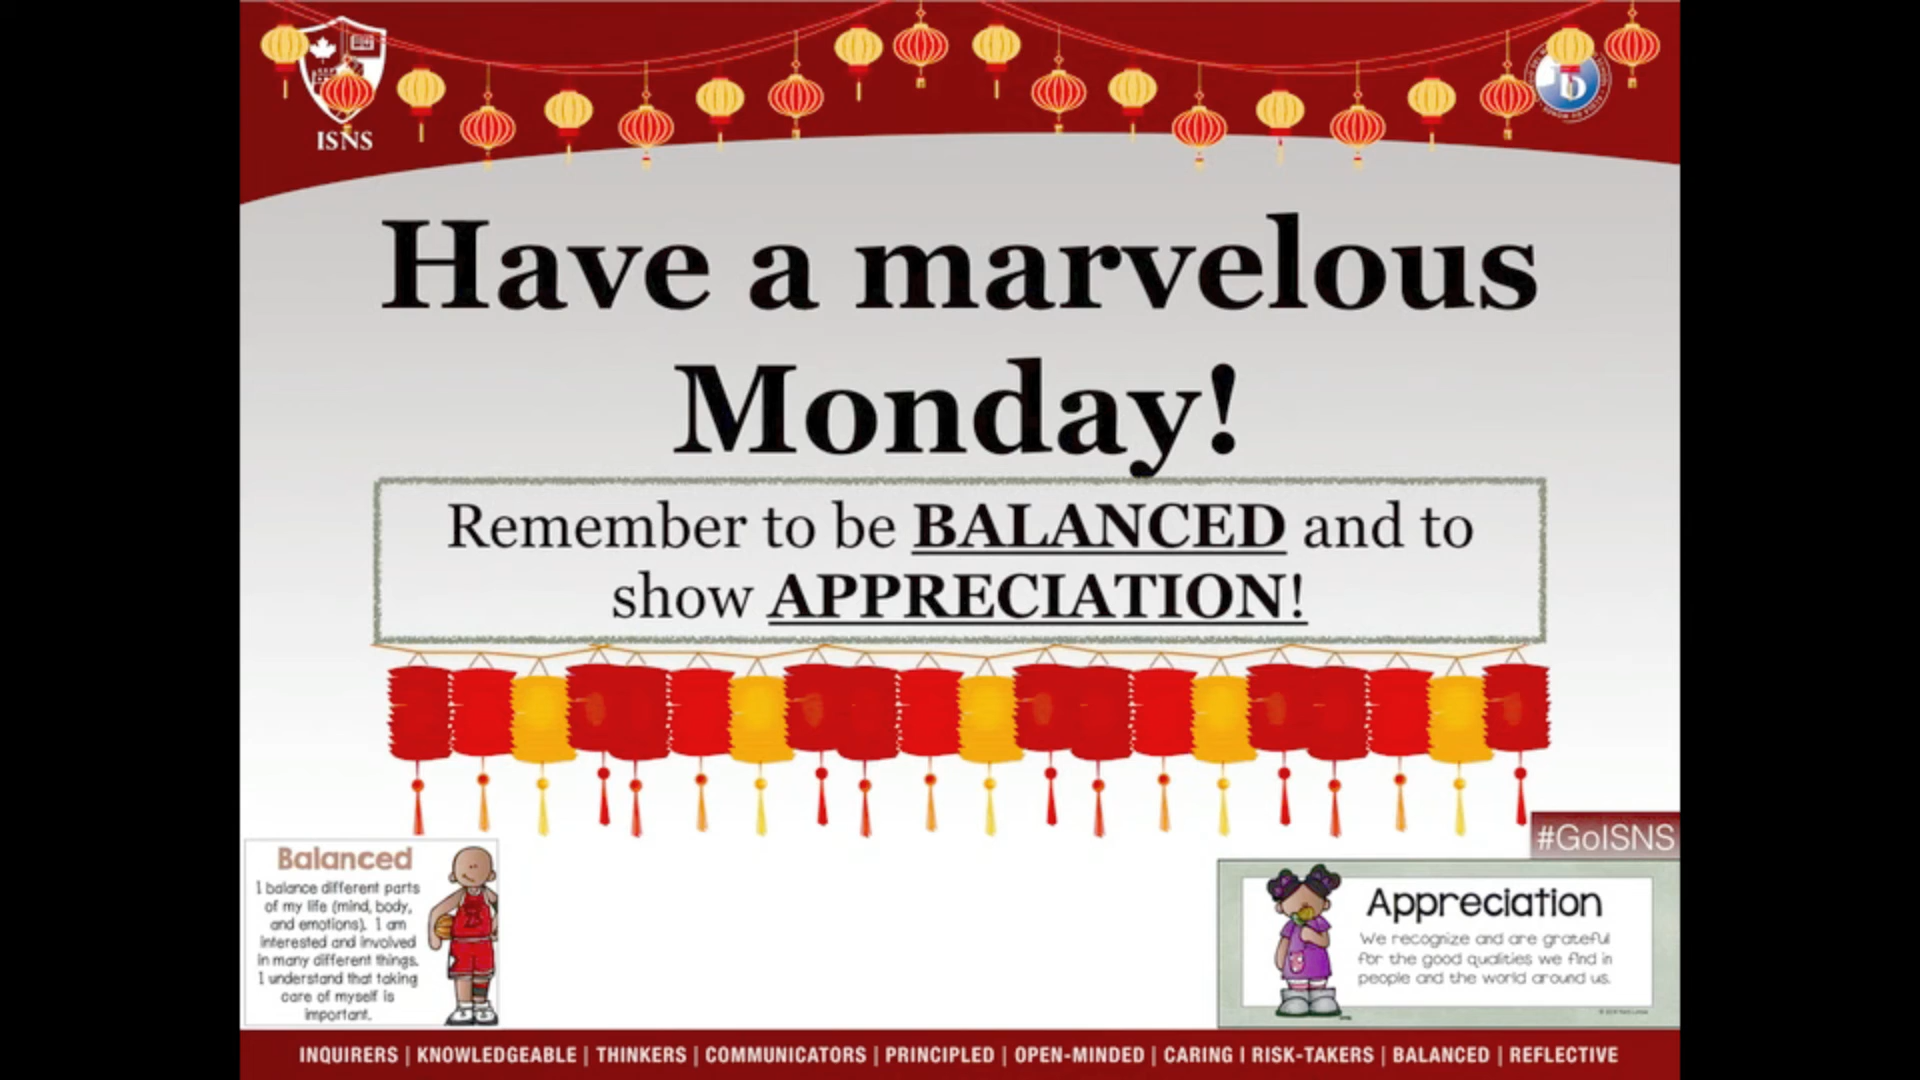 ISNS
Have a marvelous
Monday!
Remember to be BALANCED and to
show APPRECIATION!
#GoISNS
Balanced
I balance different parts
of my life (mind, body,
and emotions). I am
interested and involved
in many different things.
I understand that taking
care of myself is
important.
Appreciation
We recognize and are grateful
for the good qualities we find in
people and the world around us.
INQUIRERS | KNOWLEDGEABLE | THINKERS | COMMUNICATORS | PRINCIPLED | OPEN-MINDED | CARING I RISK-TAKERS | BALANCED | REFLECTIVE